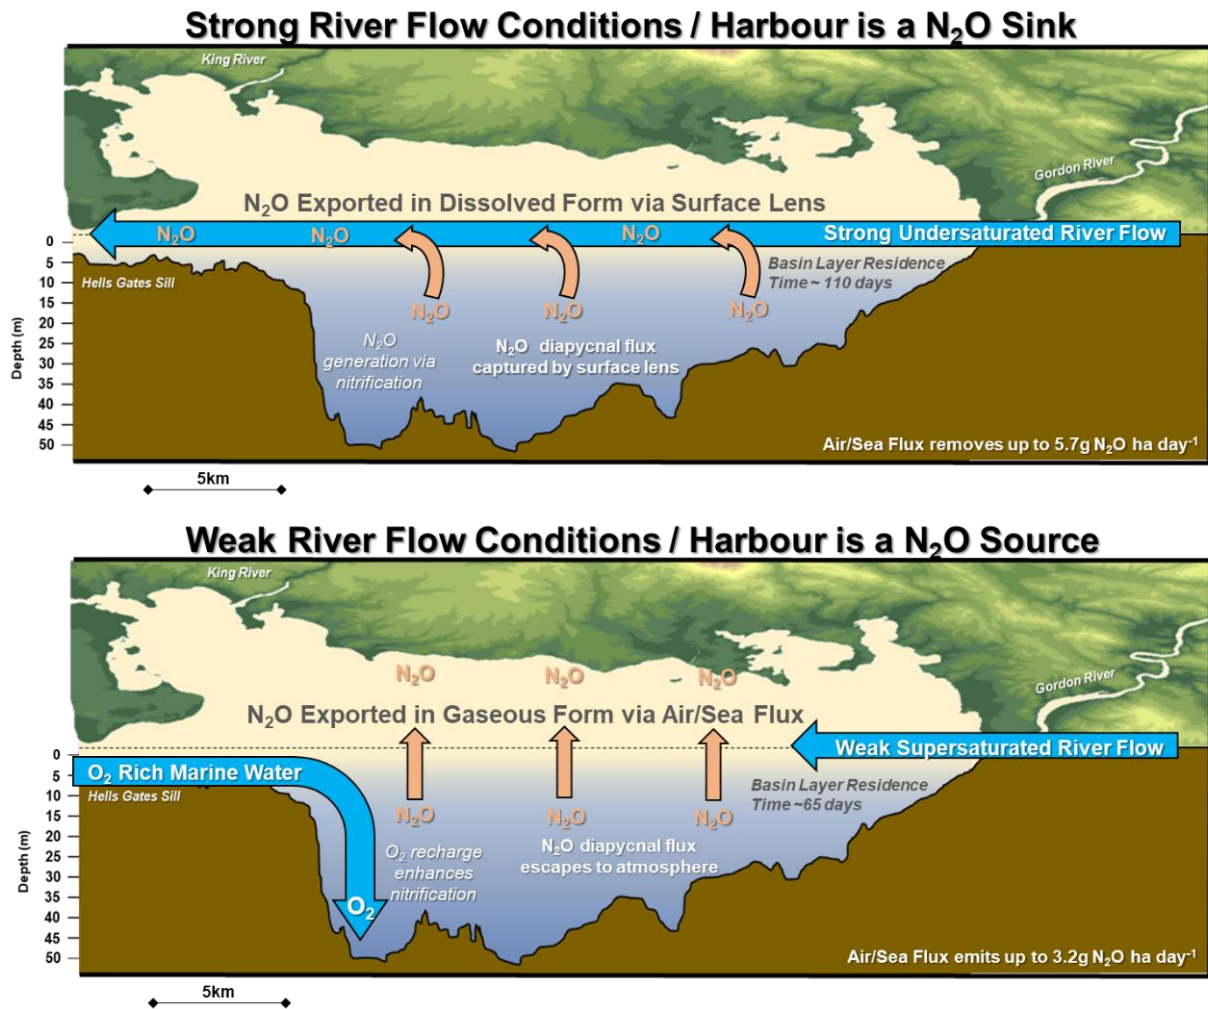 Strong River Flow Conditions / Harbour is a N₂O Sink
King River
Gordon River
N₂O Exported in Dissolved Form via Surface Lens
N₂O
N₂O
N₂O
Strong Undersaturated River Flow
Basin Layer Residence
Time ~ 110 days
Hells Gates Sill
N₂O
N₂O
N₂O
N₂O
generation via
nitrification
N₂O diapycnal flux
captured by surface lens
Air/Sea Flux removes up to 5.7g N₂O ha day⁻¹
Depth (m)
0
5
10
15
20
25
30
35
40
45
50
5km
Weak River Flow Conditions / Harbour is a N₂O Source
King River
Gordon River
N₂O
N₂O
N₂O
N₂O Exported in Gaseous Form via Air/Sea Flux
Weak Supersaturated River Flow
O₂ Rich Marine Water
Hells Gates Sill
Basin Layer Residence
Time ~65 days
N₂O
N₂O
N₂O
O₂ recharge
enhances
nitrification
N₂O diapycnal flux
escapes to atmosphere
O₂
Air/Sea Flux emits up to 3.2g N₂O ha day⁻¹
Depth (m)
0
5
10
15
20
25
30
35
40
45
50
5km